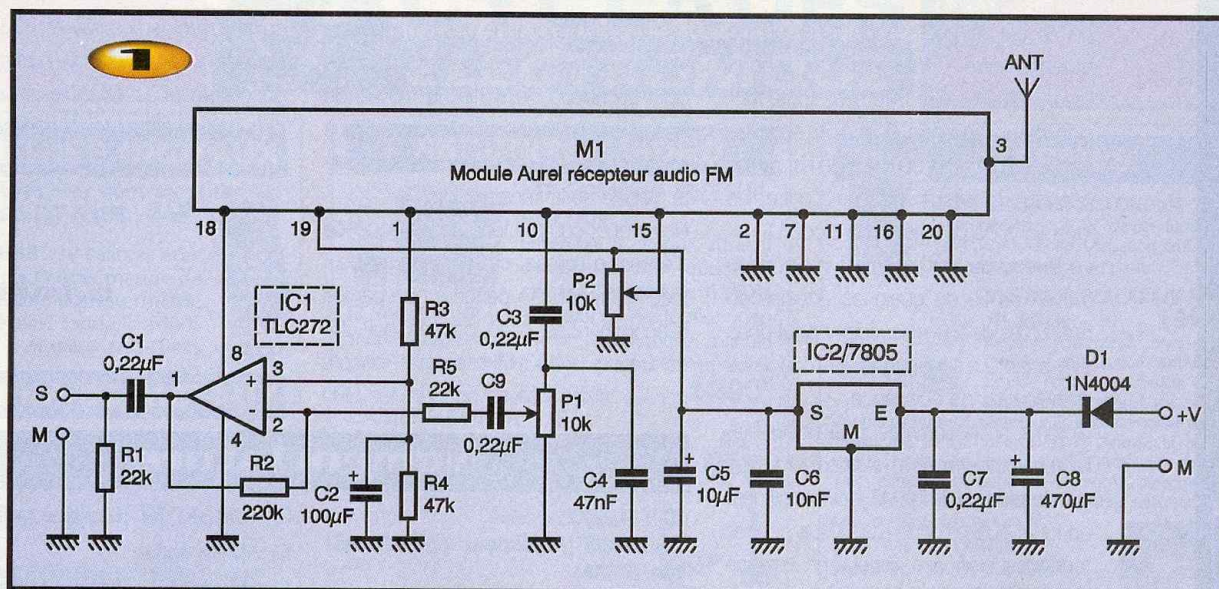 1
ANT
3
M1
Module Aurel récepteur audio FM
18
19
1
10
15
2
7
11
16
20
IC1
TLC272
R3
47k
C3
0,22µF
P2
10k
IC2/7805
D1
1N4004
C1
0,22µF
8
3
+
1
-
2
4
R5
22k
C9
0,22µF
P1
10k
S
E
M
+V
M
S
M
R1
22k
R2
220k
C2
100µF
+
R4
47k
C4
47nF
+
C5
10µF
C6
10nF
C7
0,22µF
+
C8
470µF